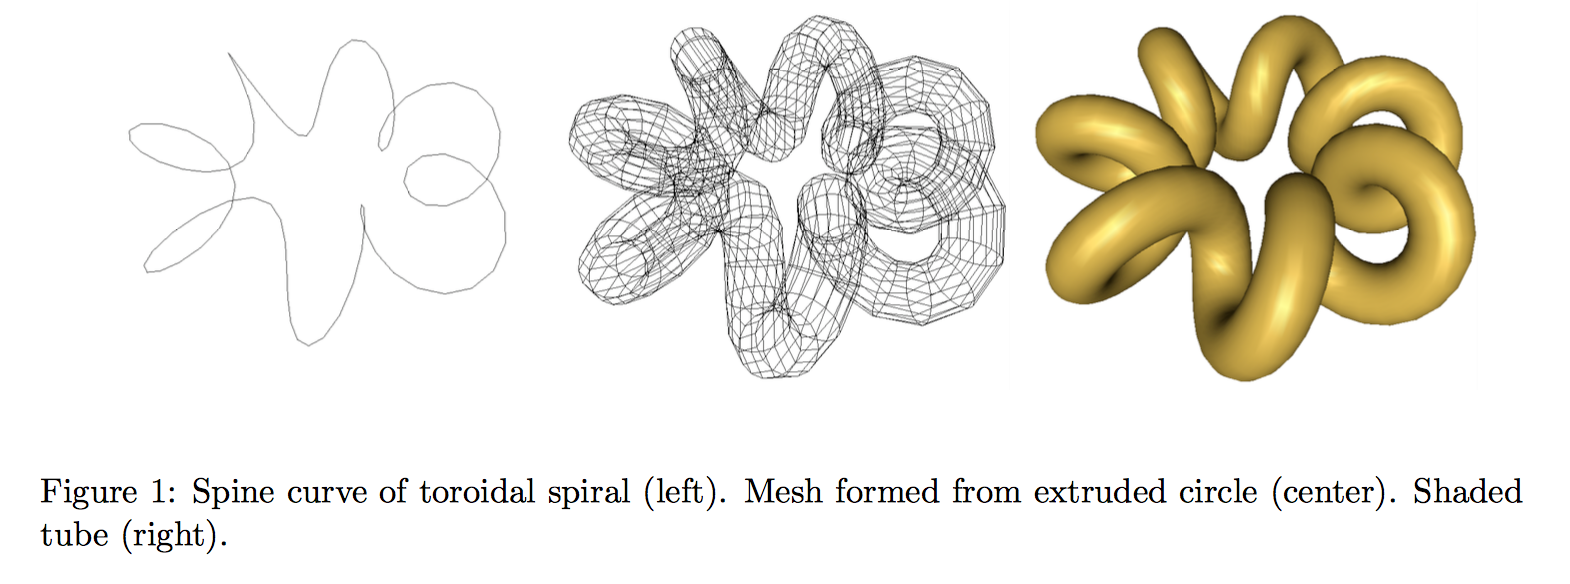 Figure 1: Spine curve of toroidal spiral (left). Mesh formed from extruded circle (center). Shaded
tube (right).